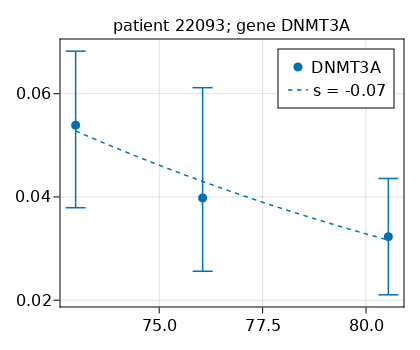 patient 22093; gene DNMT3A
DNMT3A
s = -0.07
0.06
0.04
0.02
75.0 77.5 80.0